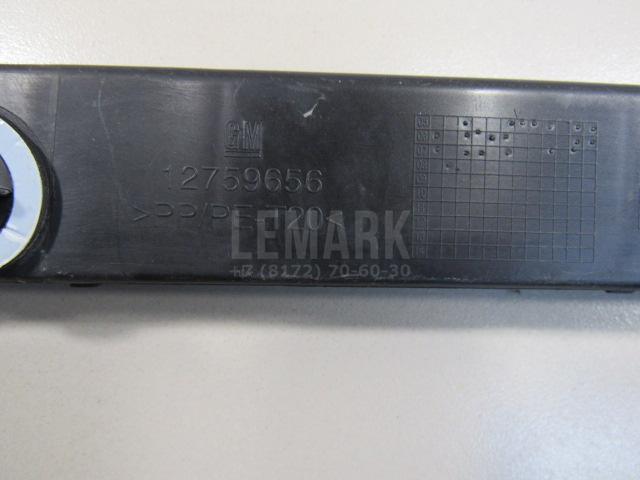 GM
12759656
>PP/PE-T20<
LEMARK
+7 (8172) 70-60-30